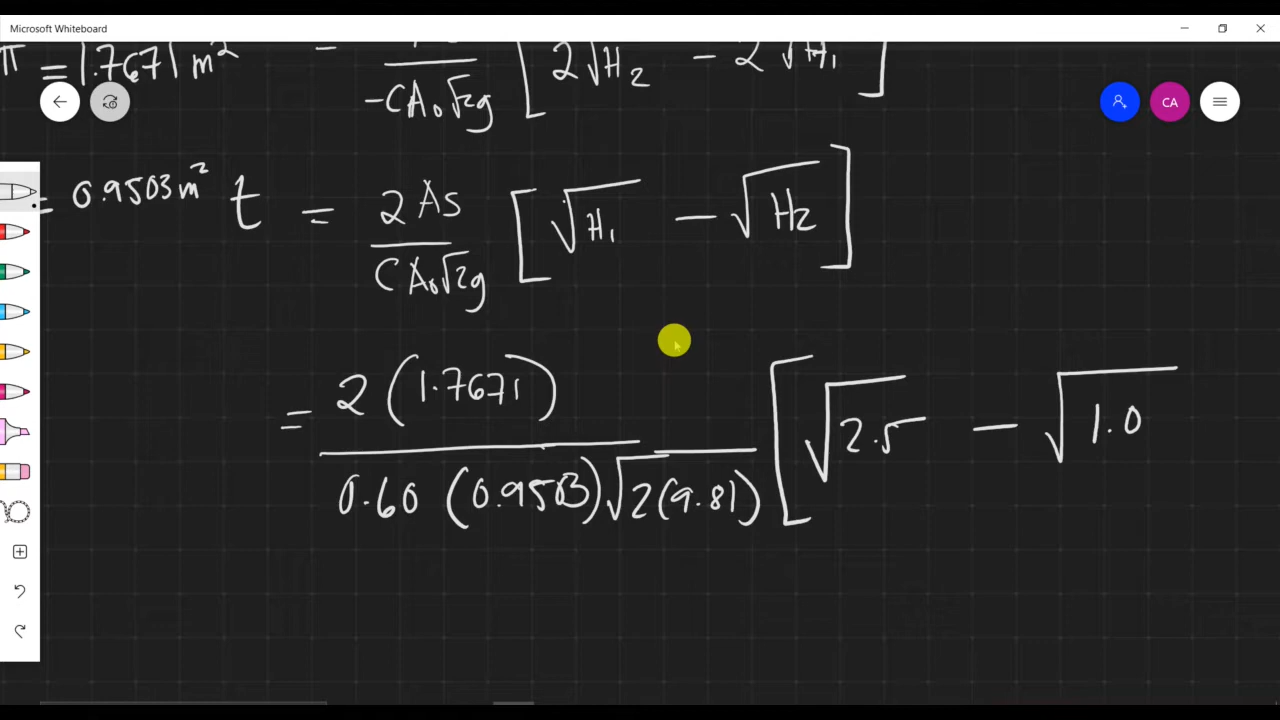 Microsoft Whiteboard
π = 1.7671 m² = 
-CA₀√2g [2√H₂ - 2√H₁]
CA
= 0.9503 m² t = 2As / CA₀√2g [√H₁ - √H₂]
= 2(1.7671) / 0.60 (0.9503)√2(9.81) [√2.5 - √1.0